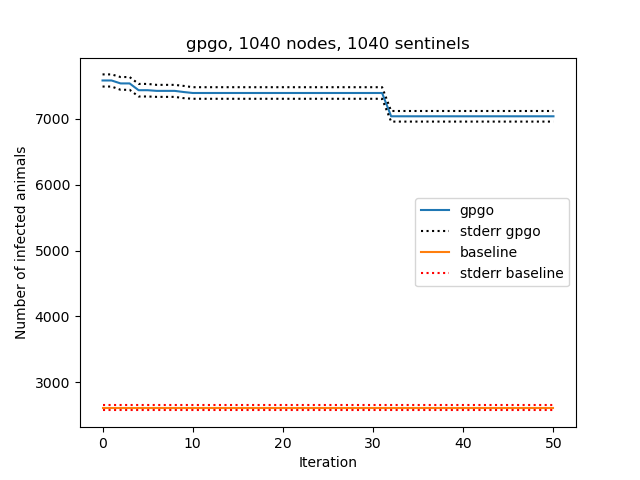 gpgo, 1040 nodes, 1040 sentinels
Number of infected animals
7000
6000
5000
4000
3000
gpgo
stderr gpgo
baseline
stderr baseline
0 10 20 30 40 50
Iteration